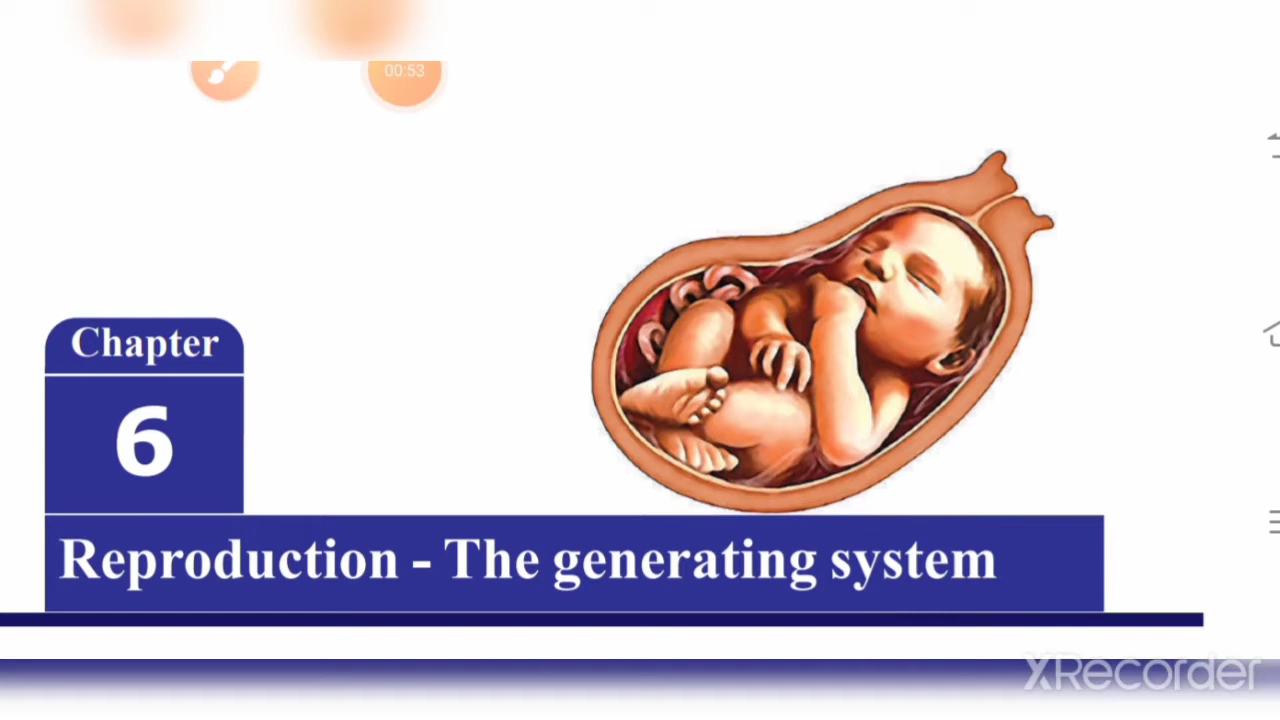 00:53
Chapter
6
Reproduction - The generating system
XRecorder